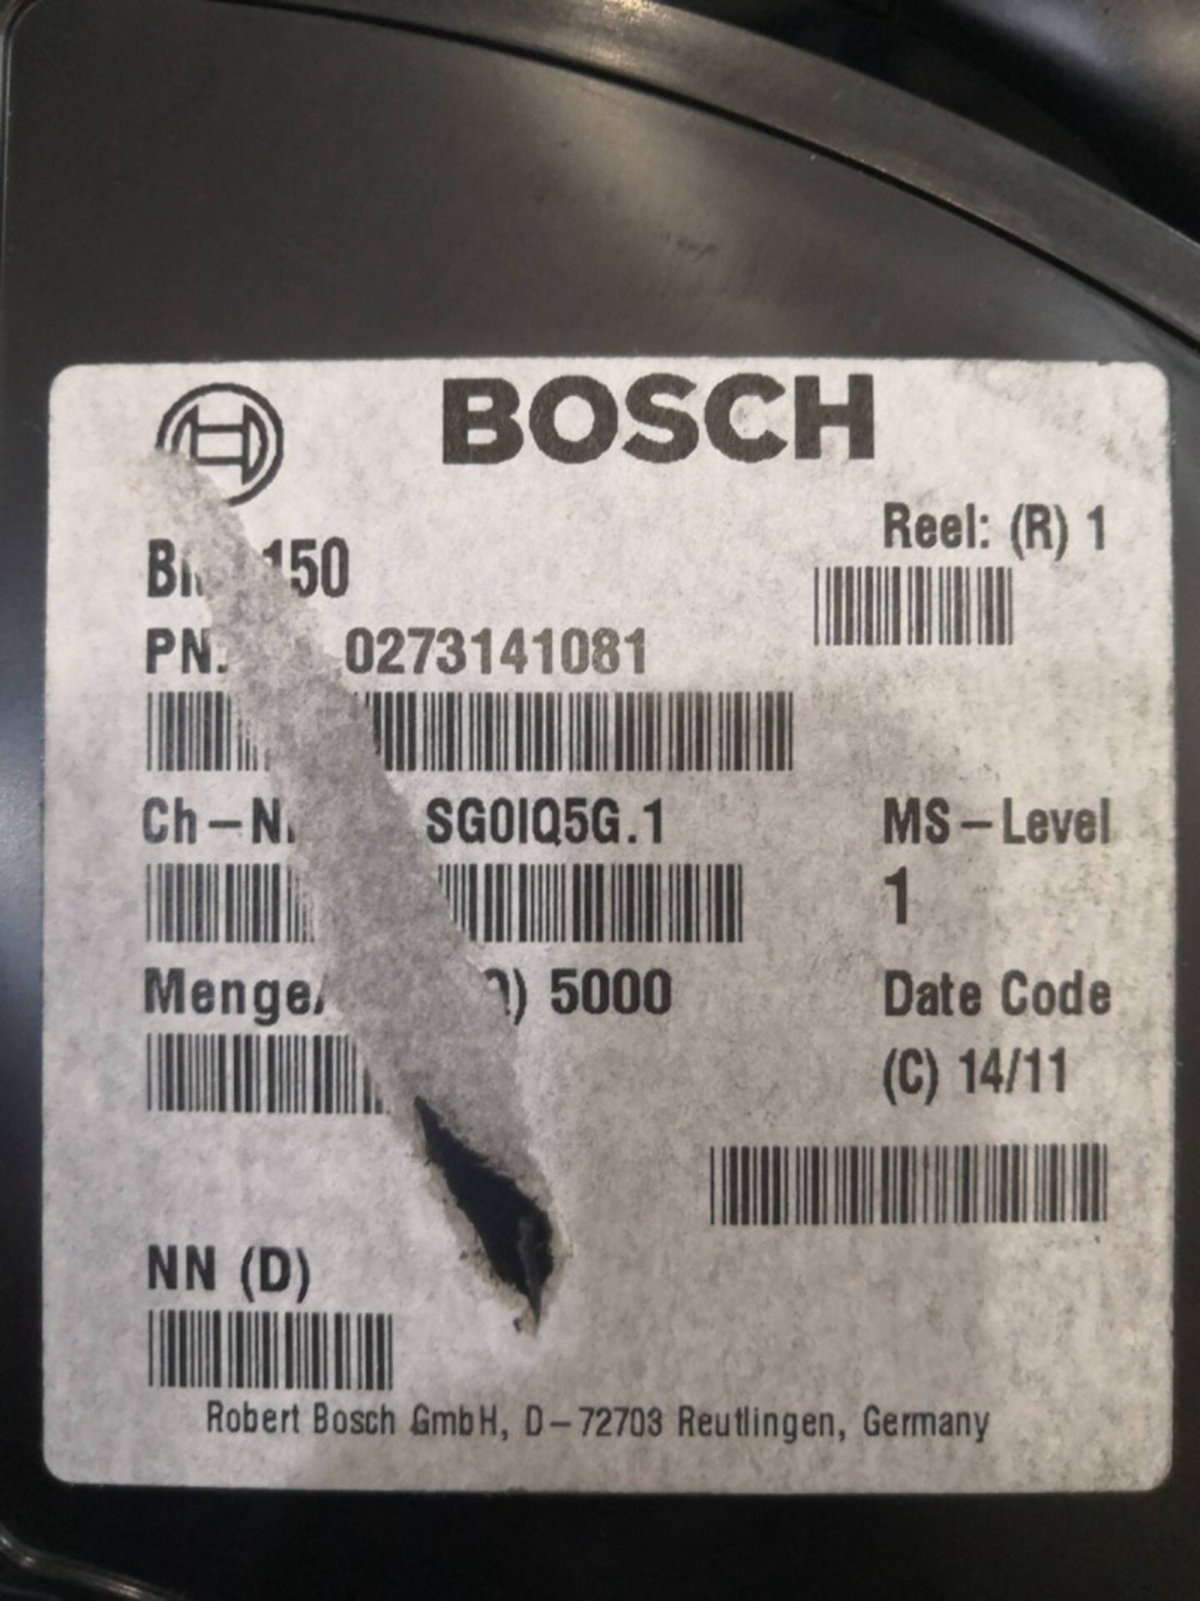 BOSCH
Reel: (R) 1
150
PN. 0273141081
Ch-N. SG0IQ5G.1
MS-Level
1
Menge 5000
Date Code
(C) 14/11
NN (D)
Robert Bosch GmbH, D-72703 Reutlingen, Germany